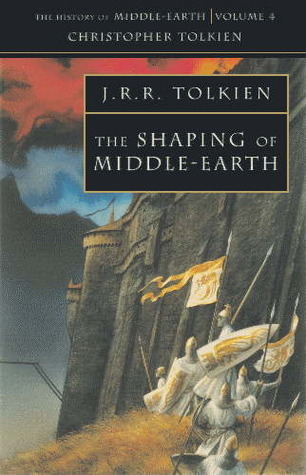 THE HISTORY OF MIDDLE-EARTH | VOLUME 4
CHRISTOPHER TOLKIEN
J.R.R. TOLKIEN
THE SHAPING OF
MIDDLE-EARTH